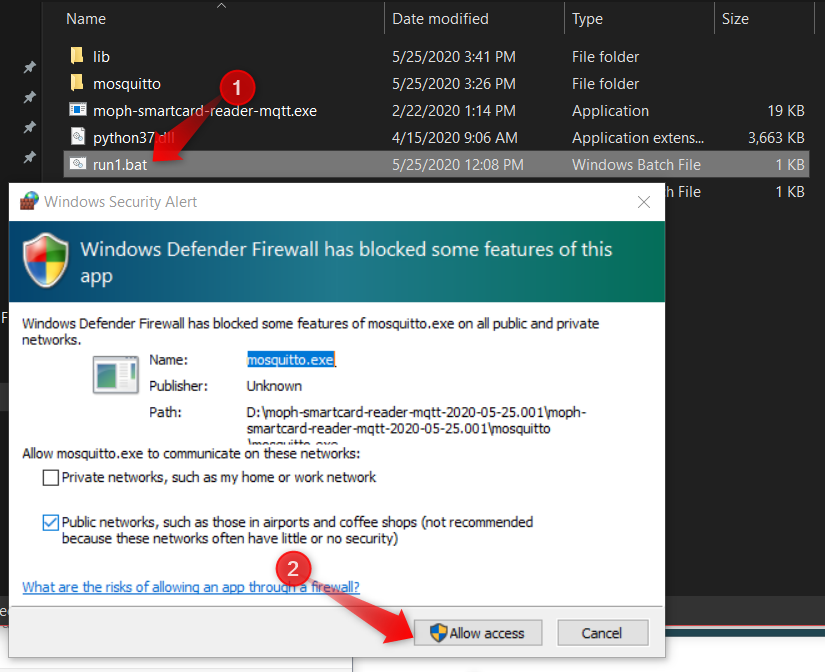 Name Date modified Type Size
lib 5/25/2020 3:41 PM File folder
mosquitto 5/25/2020 3:26 PM File folder
1
moph-smartcard-reader-mqtt.exe 2/22/2020 1:14 PM Application 19 KB
python37.dll 4/15/2020 9:06 AM Application extens... 3,663 KB
run1.bat 5/25/2020 12:08 PM Windows Batch File 1 KB
h File 1 KB
Windows Security Alert
Windows Defender Firewall has blocked some features of this
app
Windows Defender Firewall has blocked some features of mosquitto.exe on all public and private
networks.
Name: mosquitto.exe
Publisher: Unknown
Path: D:\moph-smartcard-reader-mqtt-2020-05-25.001\moph-
smartcard-reader-mqtt-2020-05-25.001\mosquitto
\mosquitto.exe
Allow mosquitto.exe to communicate on these networks:
Private networks, such as my home or work network
Public networks, such as those in airports and coffee shops (not recommended
because these networks often have little or no security)
2
What are the risks of allowing an app through a firewall?
Allow access Cancel